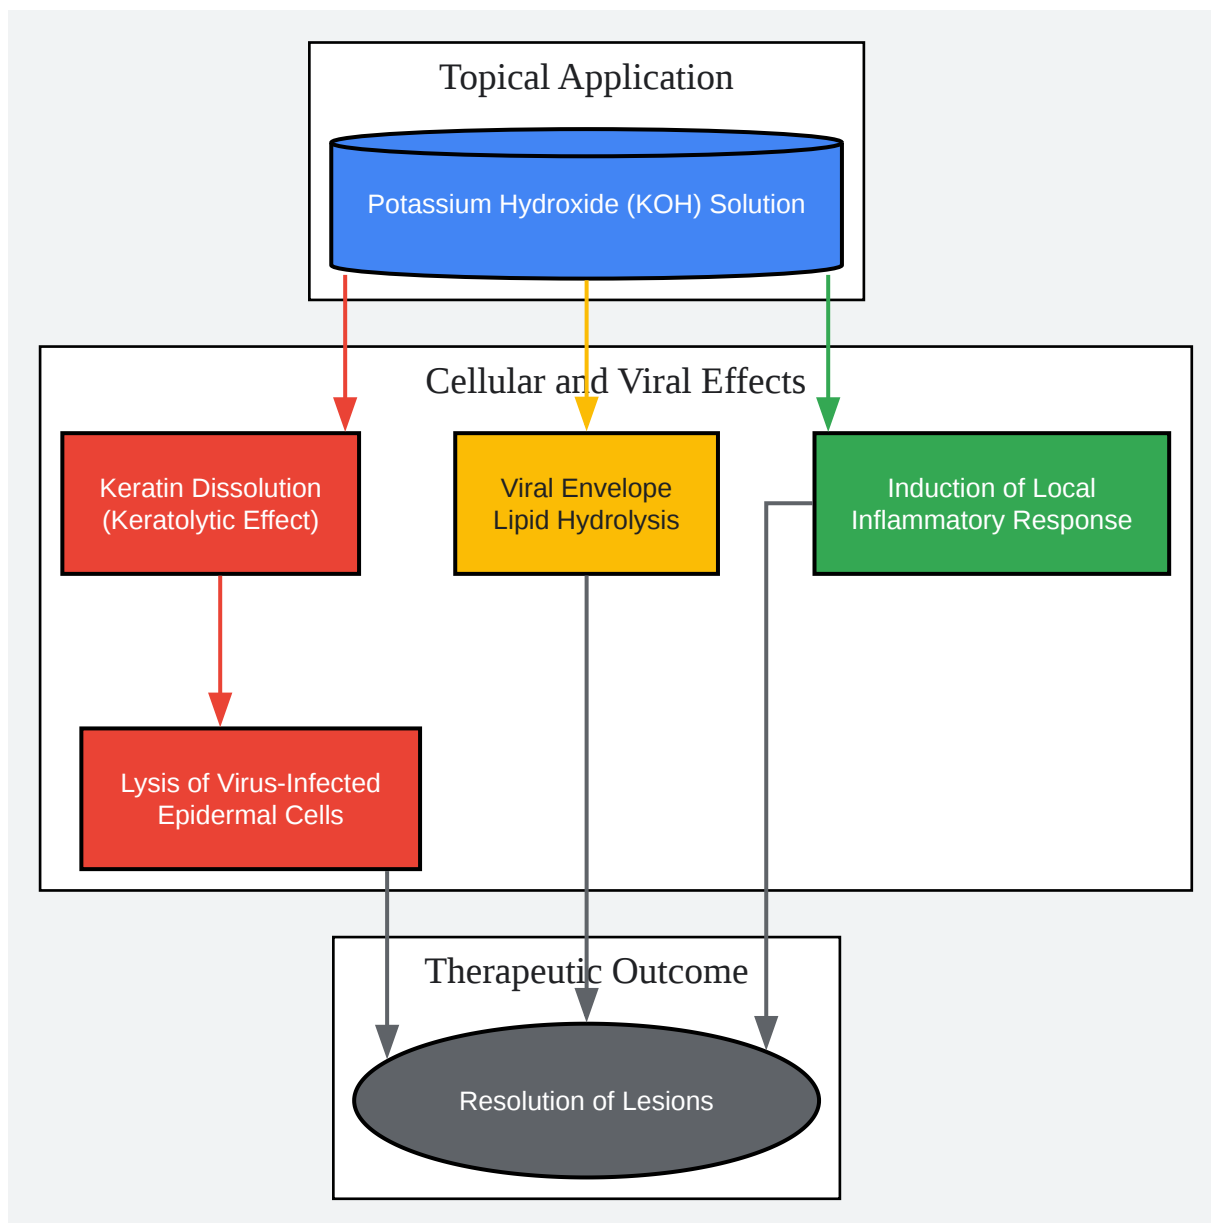 Topical Application
Potassium Hydroxide (KOH) Solution
Cellular and Viral Effects
Keratin Dissolution
(Keratolytic Effect)
Viral Envelope
Lipid Hydrolysis
Induction of Local
Inflammatory Response
Lysis of Virus-Infected
Epidermal Cells
Therapeutic Outcome
Resolution of Lesions